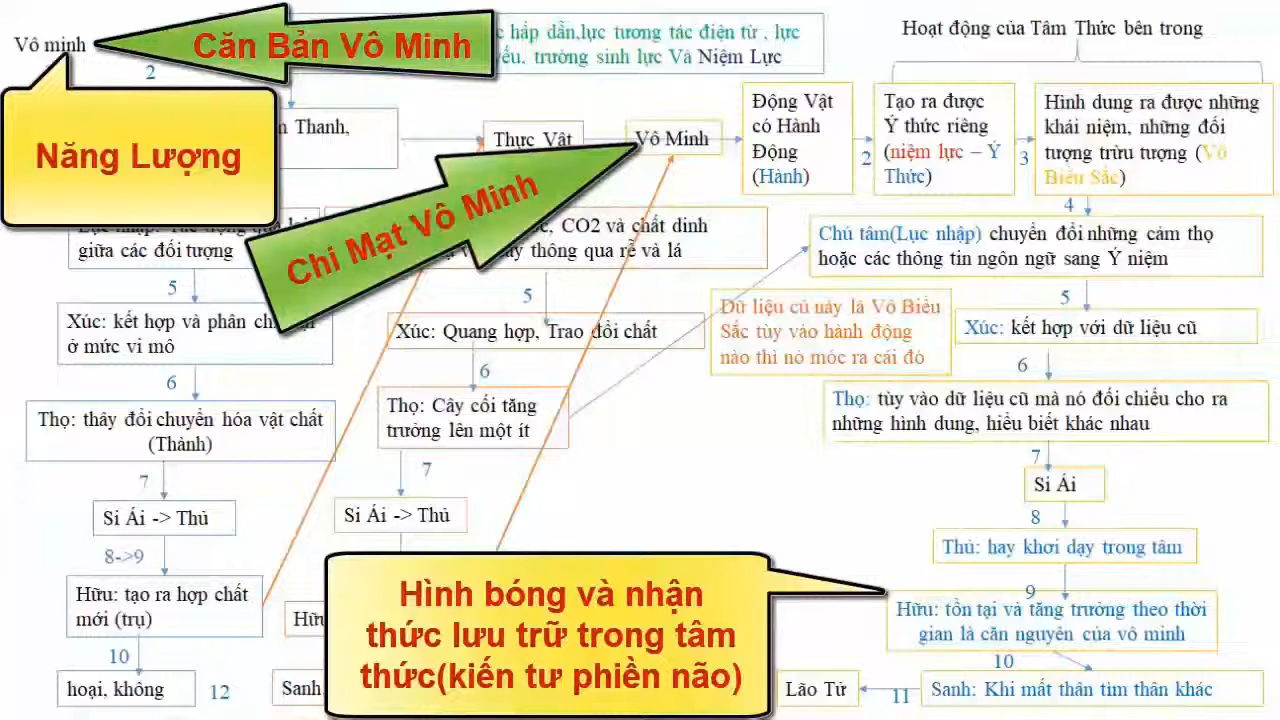 Vô minh
2
Căn Bản Vô Minh
hấp dẫn,lực tương tác điện từ , lực
yếu, trường sinh lực Và Niệm Lực
Hoạt động của Tâm Thức bên trong
Năng Lượng
Thanh,
Thực Vật
Vô Minh
Động Vật
có Hành
Động
(Hành)
2
Tạo ra được
Ý thức riêng
(niệm lực – Ý
Thức)
3
Hình dung ra được những
khái niệm, những đối
tượng trừu tượng (Vô
Biểu Sắc)
4
Chi Mạt Vô Minh
giữa các đối tượng
CO2 và chất dinh
thông qua rễ và lá
Chú tâm(Lục nhập) chuyển đổi những cảm thọ
hoặc các thông tin ngôn ngữ sang Ý niệm
5
5
5
Xúc: kết hợp và phân
ở mức vi mô
Xúc: Quang hợp, Trao đổi chất
Dữ liệu cũ này là Vô Biểu
Sắc tùy vào hành động
nào thì nó móc ra cái đó
Xúc: kết hợp với dữ liệu cũ
6
6
6
Thọ: thây đổi chuyển hóa vật chất
(Thành)
Thọ: Cây cối tăng
trưởng lên một ít
Thọ: tùy vào dữ liệu cũ mà nó đối chiếu cho ra
những hình dung, hiểu biết khác nhau
7
7
7
Si Ái -> Thủ
Si Ái -> Thủ
Si Ái
8
8->9
Thủ: hay khơi dạy trong tâm
9
Hữu: tạo ra hợp chất
mới (trụ)
Hữu
Hình bóng và nhận
thức lưu trữ trong tâm
thức(kiến tư phiền não)
Hữu: tồn tại và tăng trưởng theo thời
gian là căn nguyên của vô minh
10
10
hoại, không
12
Sanh,
Lão Tử
11
Sanh: Khi mất thân tìm thân khác